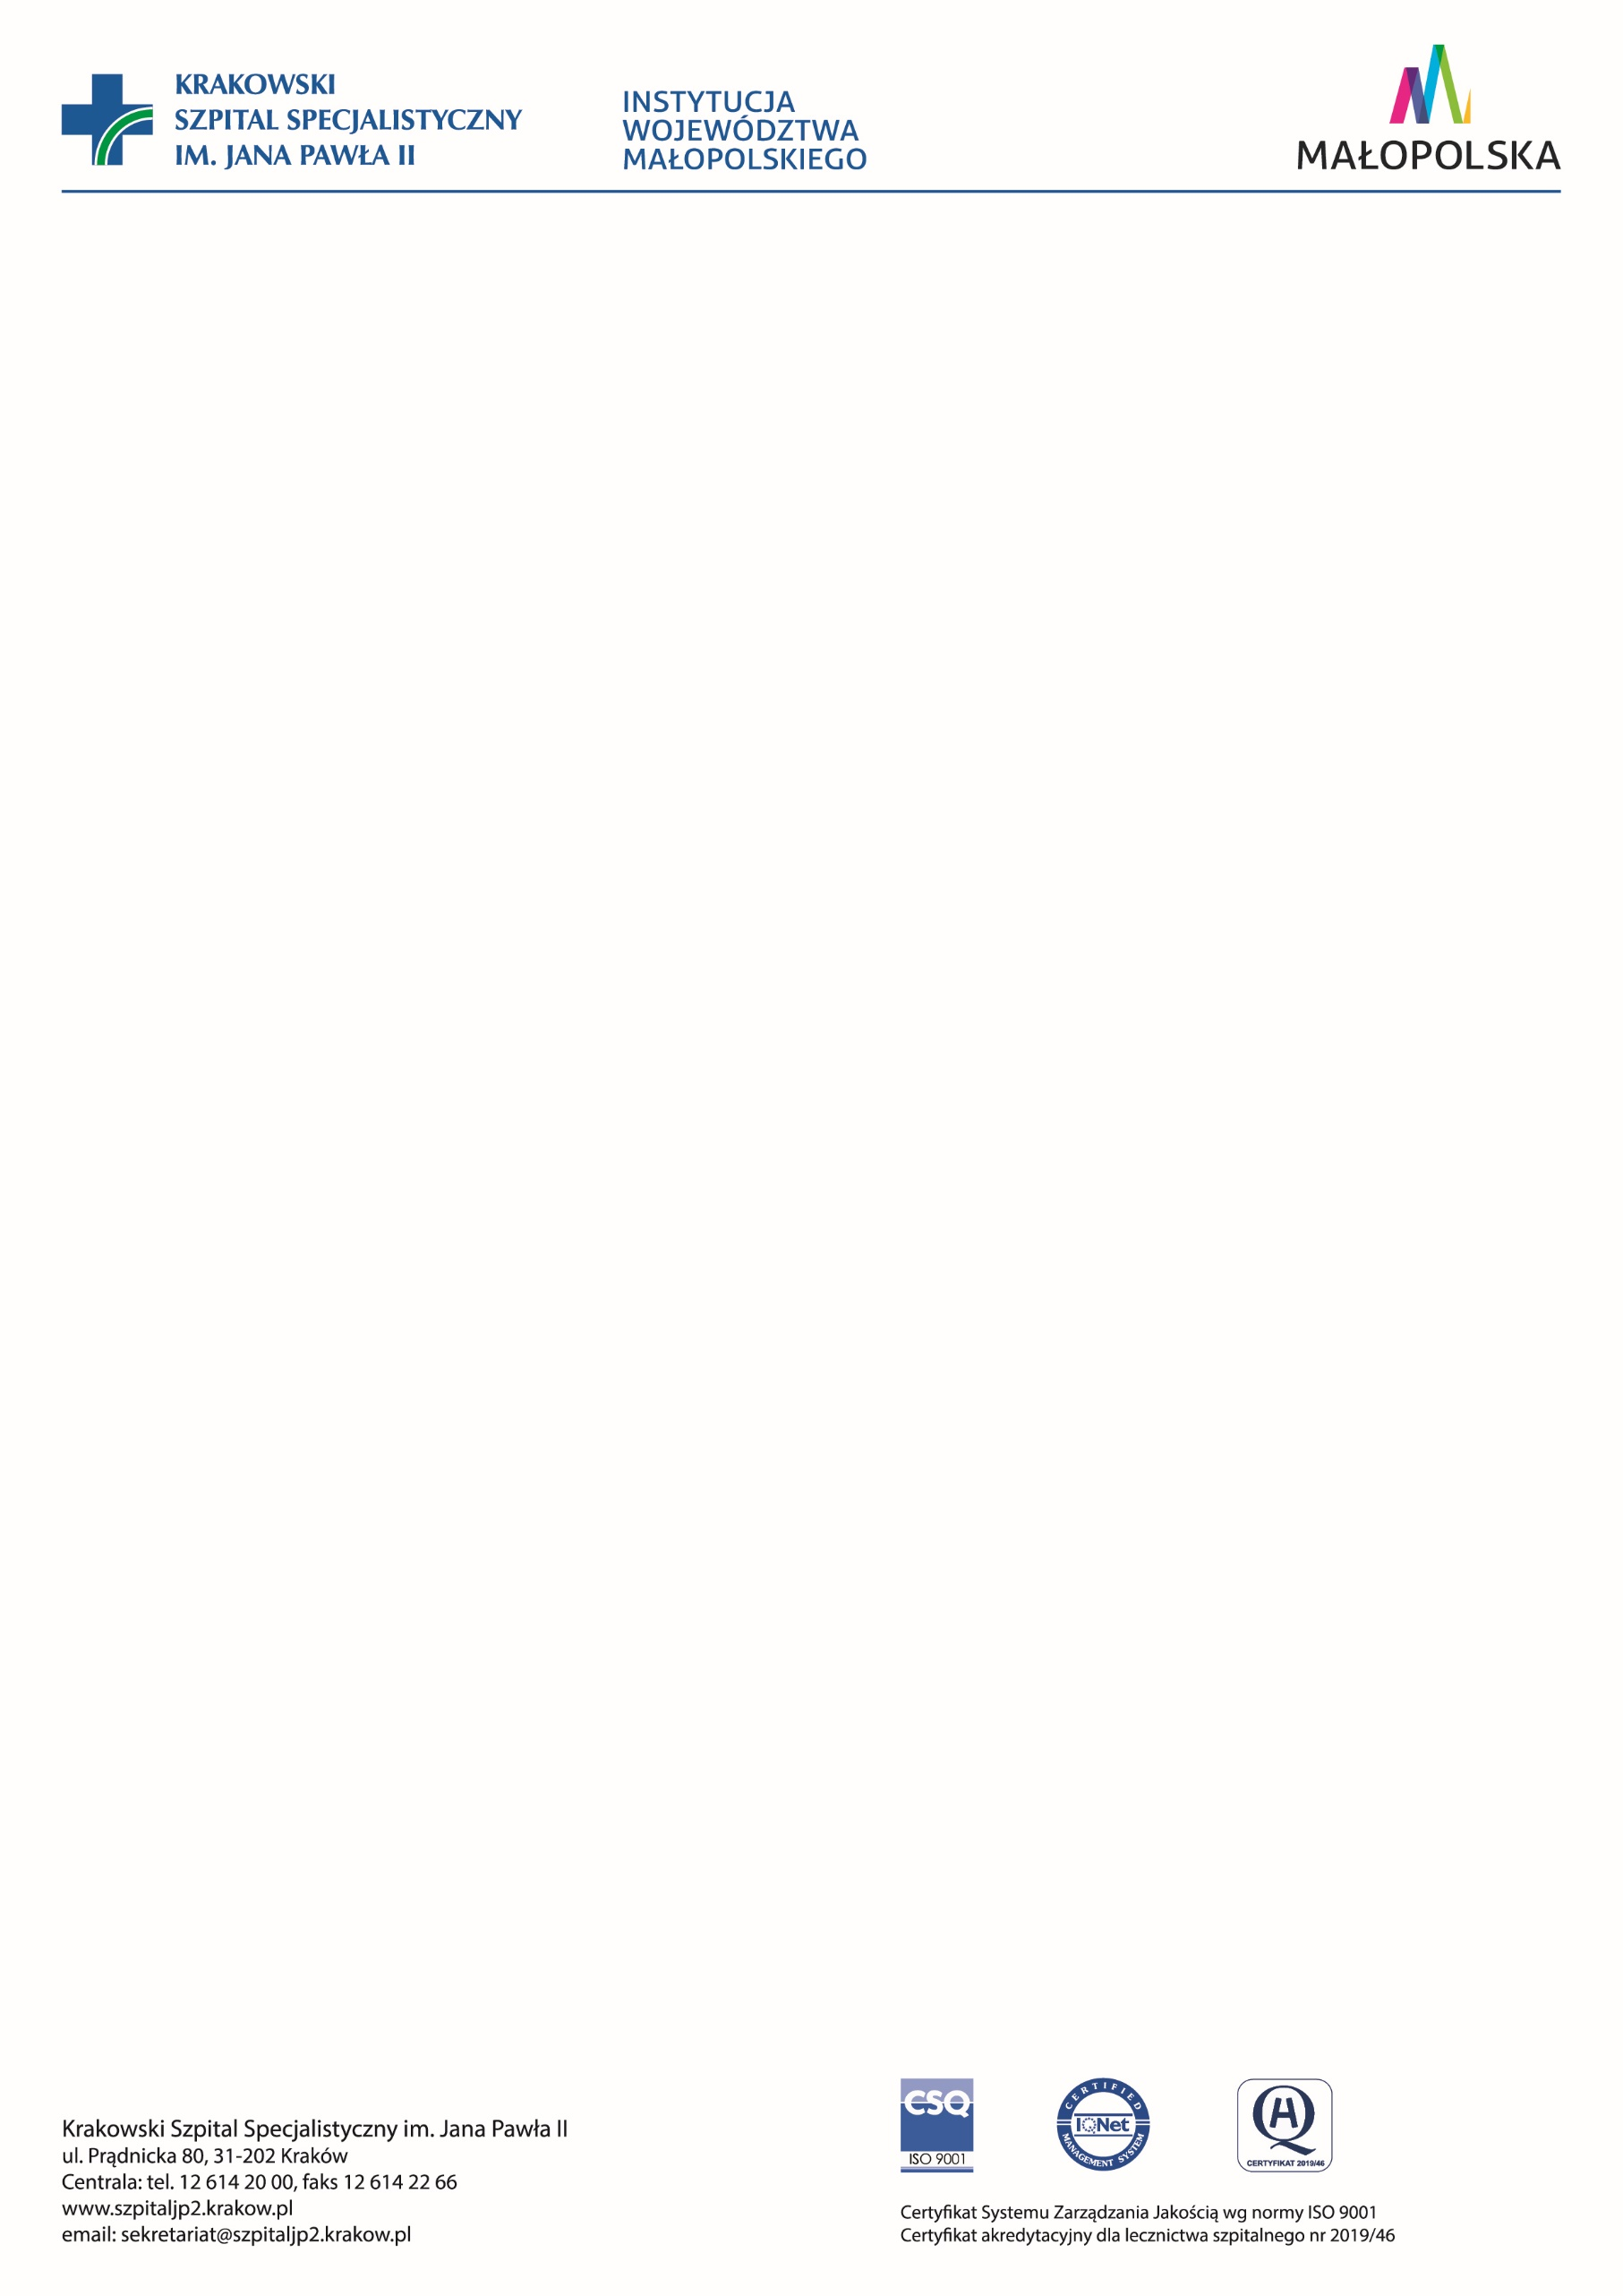 KRAKOWSKI
SZPITAL SPECJALISTYCZNY
IM. JANA PAWŁA II
INSTYTUCJA
WOJEWÓDZTWA
MAŁOPOLSKIEGO
MAŁOPOLSKA
Krakowski Szpital Specjalistyczny im. Jana Pawła II
ul. Prądnicka 80, 31-202 Kraków
Centrala: tel. 12 614 20 00, faks 12 614 22 66
www.szpitaljp2.krakow.pl
email: sekretariat@szpitaljp2.krakow.pl
CSQ
ISO 9001
CERTIFIED
IQNet
MANAGEMENT SYSTEM
HQ
CERTYFIKAT 2019/46
Certyfikat Systemu Zarządzania Jakością wg normy ISO 9001
Certyfikat akredytacyjny dla lecznictwa szpitalnego nr 2019/46